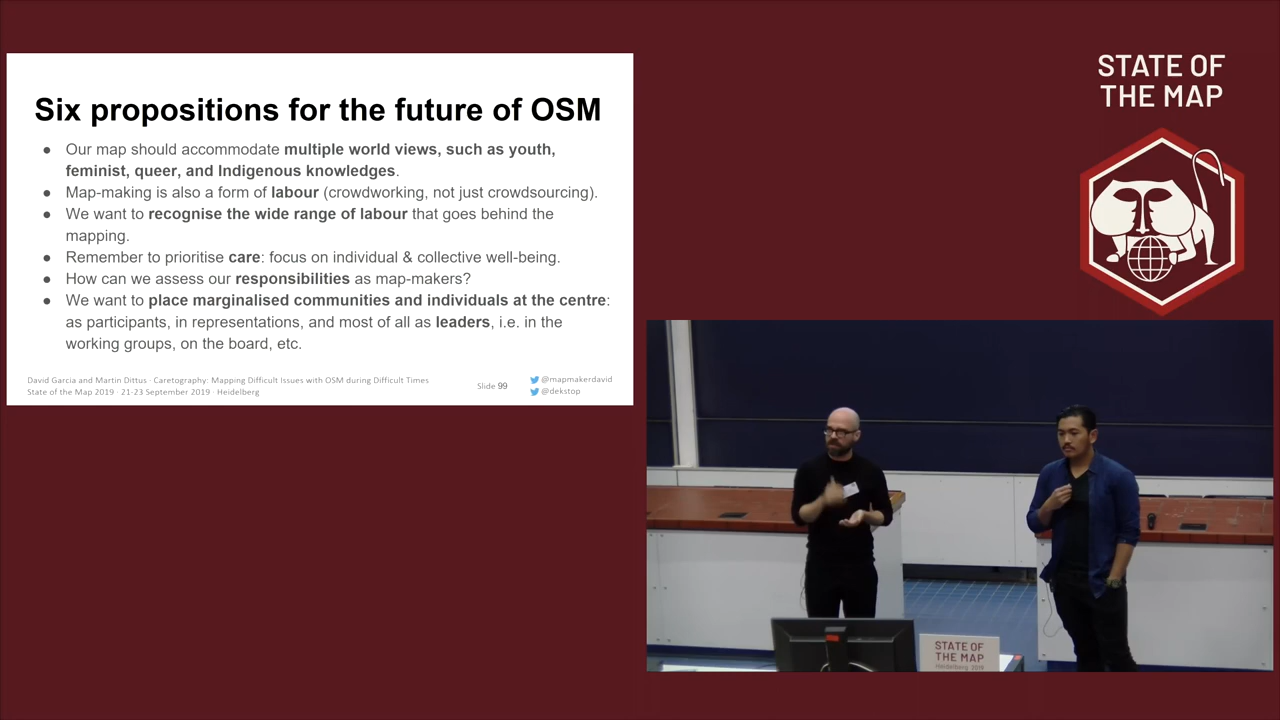 Six propositions for the future of OSM
● Our map should accommodate multiple world views, such as youth,
feminist, queer, and Indigenous knowledges.
● Map-making is also a form of labour (crowdworking, not just crowdsourcing).
● We want to recognise the wide range of labour that goes behind the
mapping.
● Remember to prioritise care: focus on individual & collective well-being.
● How can we assess our responsibilities as map-makers?
● We want to place marginalised communities and individuals at the centre:
as participants, in representations, and most of all as leaders, i.e. in the
working groups, on the board, etc.
David Garcia and Martin Dittus · Caretography: Mapping Difficult Issues with OSM during Difficult Times
State of the Map 2019 · 21-23 September 2019 · Heidelberg
Slide 99
@mapmakerdavid
@dekstop
STATE OF
THE MAP
STATE OF
THE MAP
Heidelberg 2019